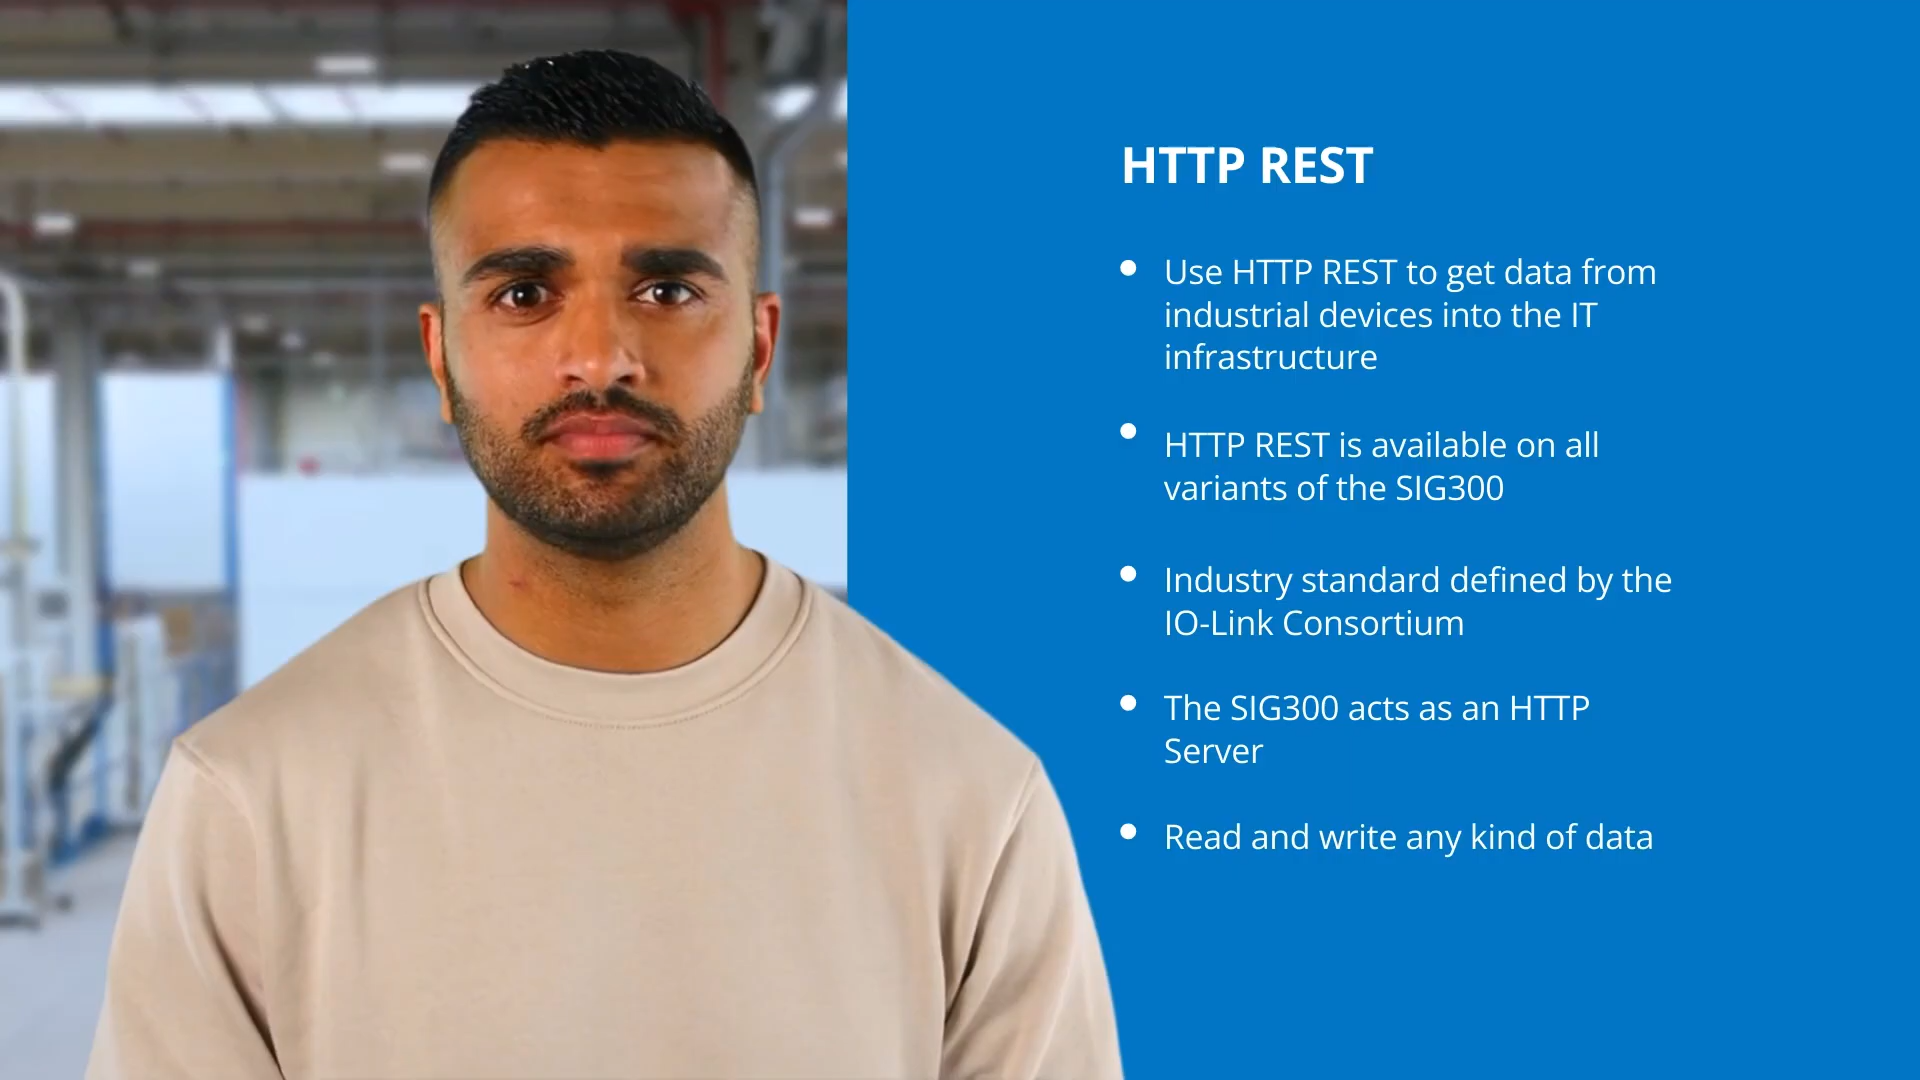 HTTP REST
Use HTTP REST to get data from
industrial devices into the IT
infrastructure
HTTP REST is available on all
variants of the SIG300
Industry standard defined by the
IO-Link Consortium
The SIG300 acts as an HTTP
Server
Read and write any kind of data